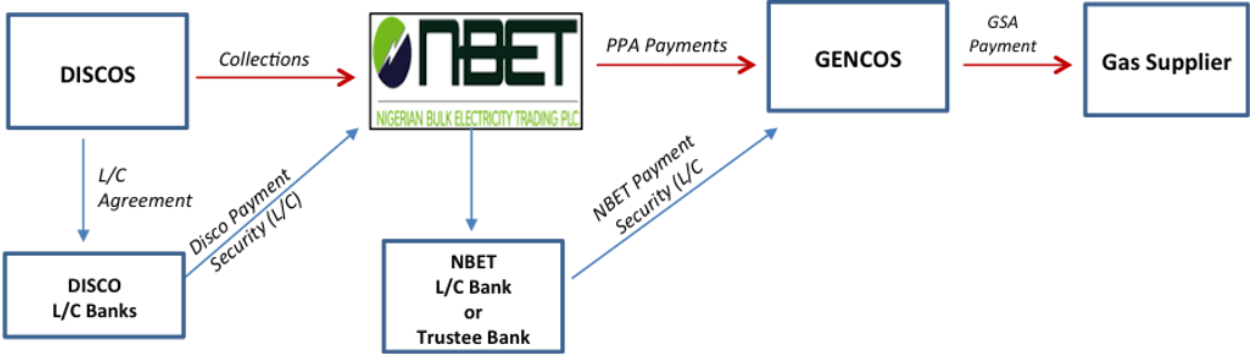 DISCOS
Collections
NBET
NIGERIAN BULK ELECTRICITY TRADING PLC
PPA Payments
GENCOS
GSA
Payment
Gas Supplier
L/C
Agreement
Disco Payment
Security (L/C)
NBET Payment
Security (L/C
DISCO
L/C Banks
NBET
L/C Bank
or
Trustee Bank